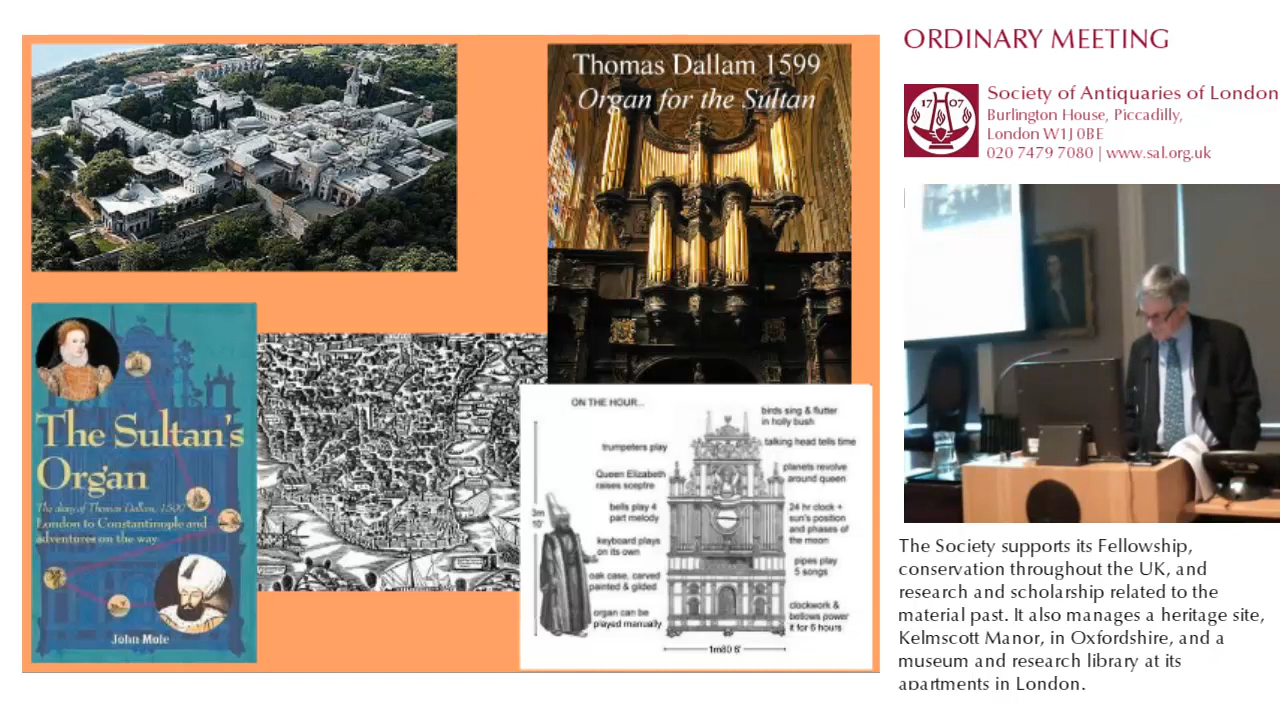 Thomas Dallam 1599
Organ for the Sultan
The Sultan's
Organ
The diary of Thomas Dallam, 1599
London to Constantinople and
adventures on the way.
John Mole
ON THE HOUR...
trumpeters play
Queen Elizabeth
raises sceptre
bells play 4
part melody
keyboard plays
on its own
oak case, carved
painted & gilded
organ can be
played manually
3m
10'
birds sing & flutter
in holly bush
talking head tells time
planets revolve
around queen
24 hr clock +
sun's position
and phases of
the moon
pipes play
5 songs
clockwork &
bellows power
it for 6 hours
1m80 6'
ORDINARY MEETING
1707
Society of Antiquaries of London
Burlington House, Piccadilly,
London W1J 0BE
020 7479 7080 | www.sal.org.uk
The Society supports its Fellowship,
conservation throughout the UK, and
research and scholarship related to the
material past. It also manages a heritage site,
Kelmscott Manor, in Oxfordshire, and a
museum and research library at its
apartments in London.